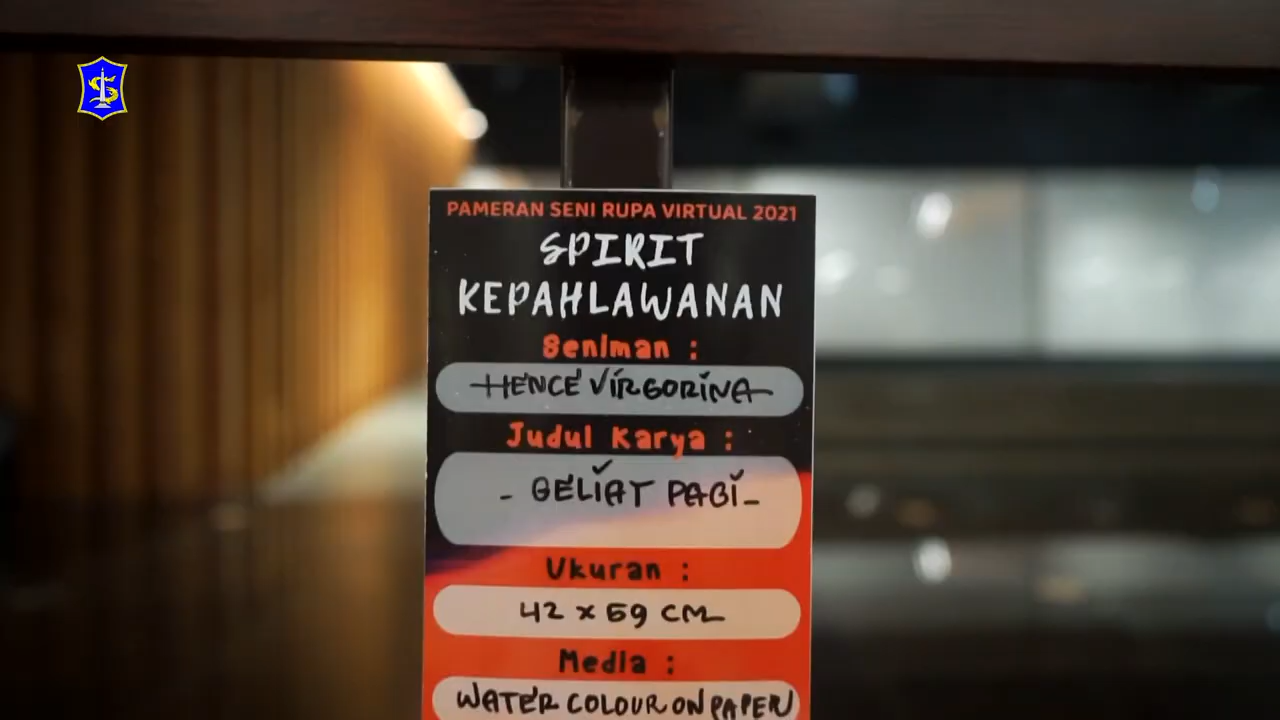 PAMERAN SENI RUPA VIRTUAL 2021
SPIRIT
KEPAHLAWANAN
Seniman :
HENCE VIRGORINA
Judul Karya :
- GELIAT PAGI -
Ukuran :
42 x 59 CM
Media :
WATER COLOUR ON PAPER